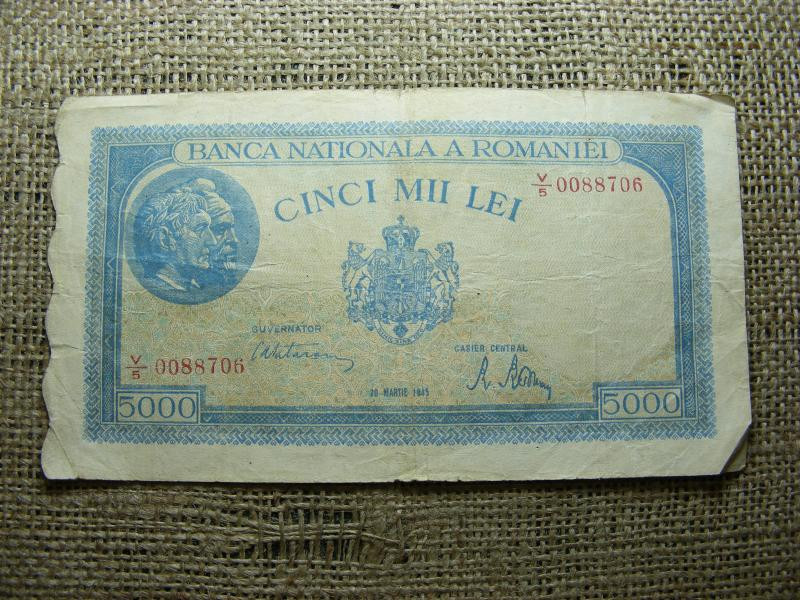 BANCA NATIONALA A ROMANIEI
CINCI MII LEI
V/5 0088706
GUVERNATOR
CASIER CENTRAL
V/5 0088706
20 MARTIE 1945
5000
5000